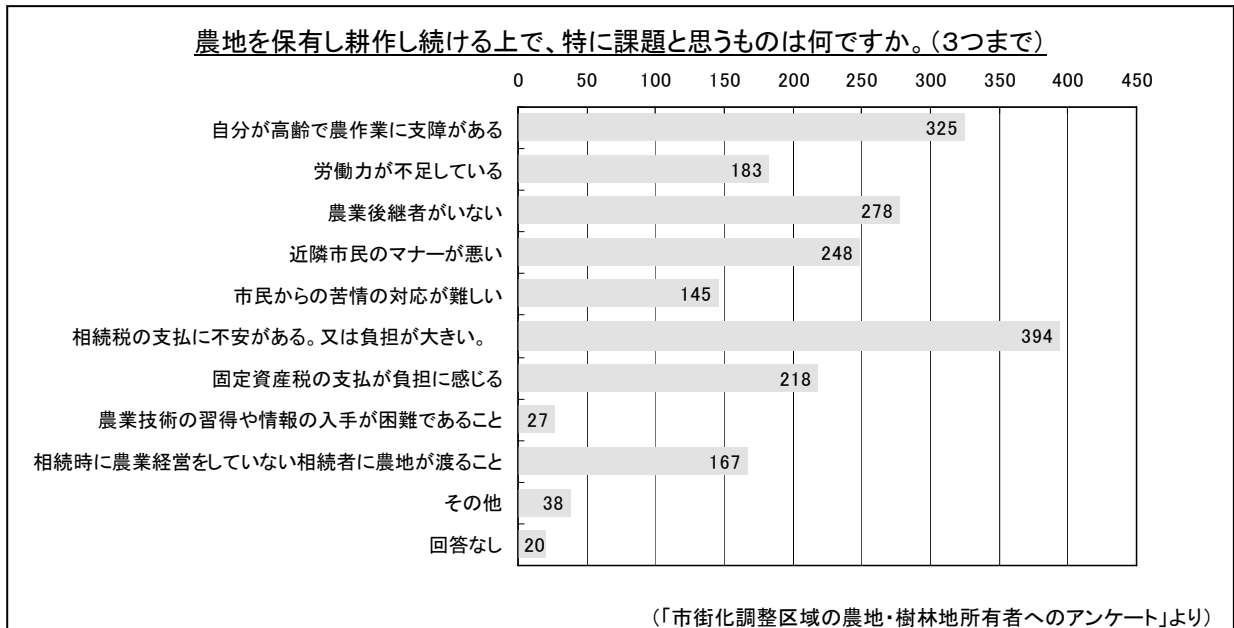 農地を保有し耕作し続ける上で、特に課題と思うものは何ですか。(3つまで)
0 50 100 150 200 250 300 350 400 450
自分が高齢で農作業に支障がある 325
労働力が不足している 183
農業後継者がいない 278
近隣市民のマナーが悪い 248
市民からの苦情の対応が難しい 145
相続税の支払に不安がある。又は負担が大きい。 394
固定資産税の支払が負担に感じる 218
農業技術の習得や情報の入手が困難であること 27
相続時に農業経営をしていない相続者に農地が渡ること 167
その他 38
回答なし 20
(「市街化調整区域の農地・樹林地所有者へのアンケート」より)